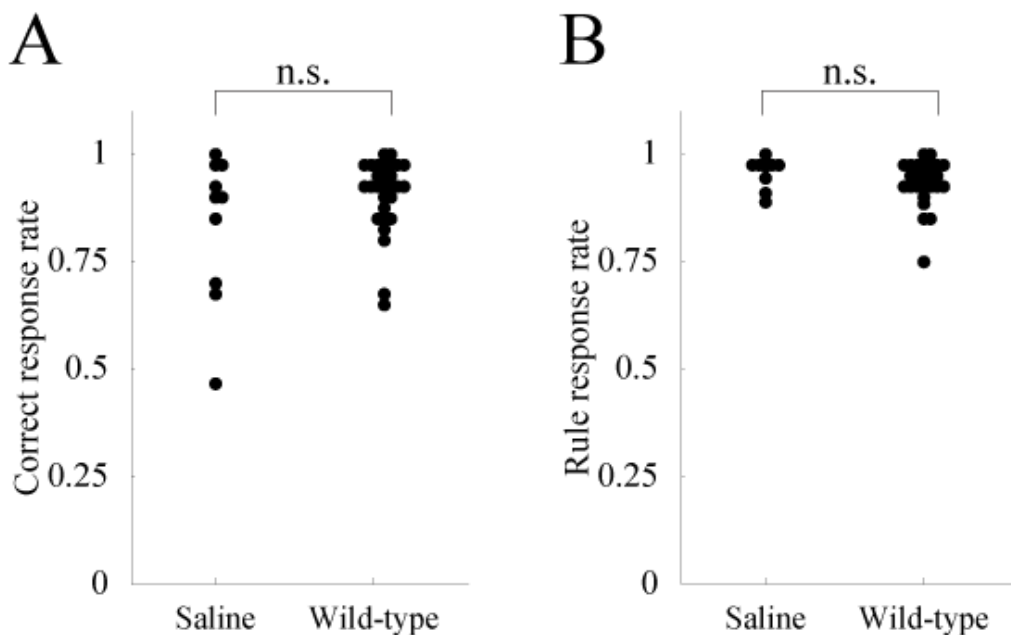 A
n.s.
Correct response rate
1
0.75
0.5
0.25
0
Saline Wild-type
B
n.s.
Rule response rate
1
0.75
0.5
0.25
0
Saline Wild-type